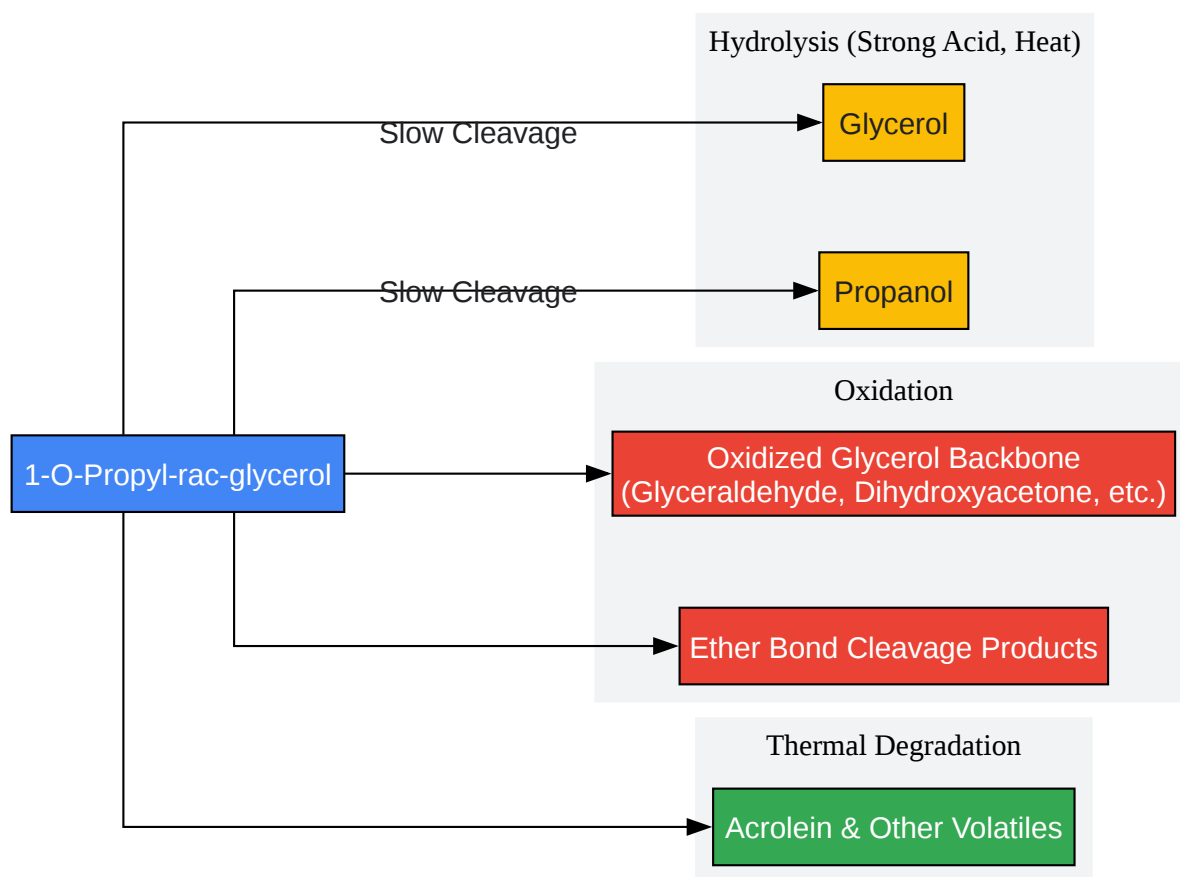 Hydrolysis (Strong Acid, Heat)
Glycerol
Slow Cleavage
Propanol
Slow Cleavage
Oxidation
1-O-Propyl-rac-glycerol
Oxidized Glycerol Backbone
(Glyceraldehyde, Dihydroxyacetone, etc.)
Ether Bond Cleavage Products
Thermal Degradation
Acrolein & Other Volatiles